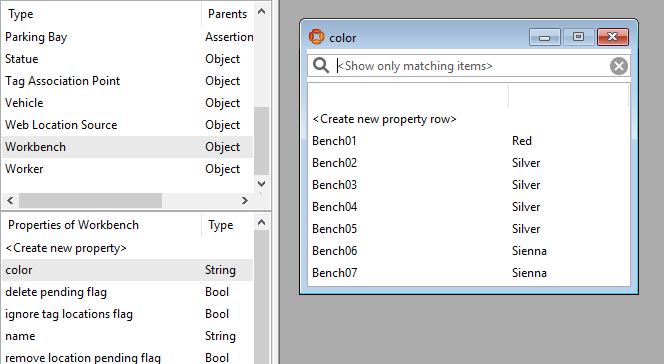 Type Parents
Parking Bay Assertion
Statue Object
Tag Association Point Object
Vehicle Object
Web Location Source Object
Workbench Object
Worker Object
Properties of Workbench Type
<Create new property>
color String
delete pending flag Bool
ignore tag locations flag Bool
name String
remove location pending flag Bool
color
<Show only matching items>
<Create new property row>
Bench01 Red
Bench02 Silver
Bench03 Silver
Bench04 Silver
Bench05 Silver
Bench06 Sienna
Bench07 Sienna